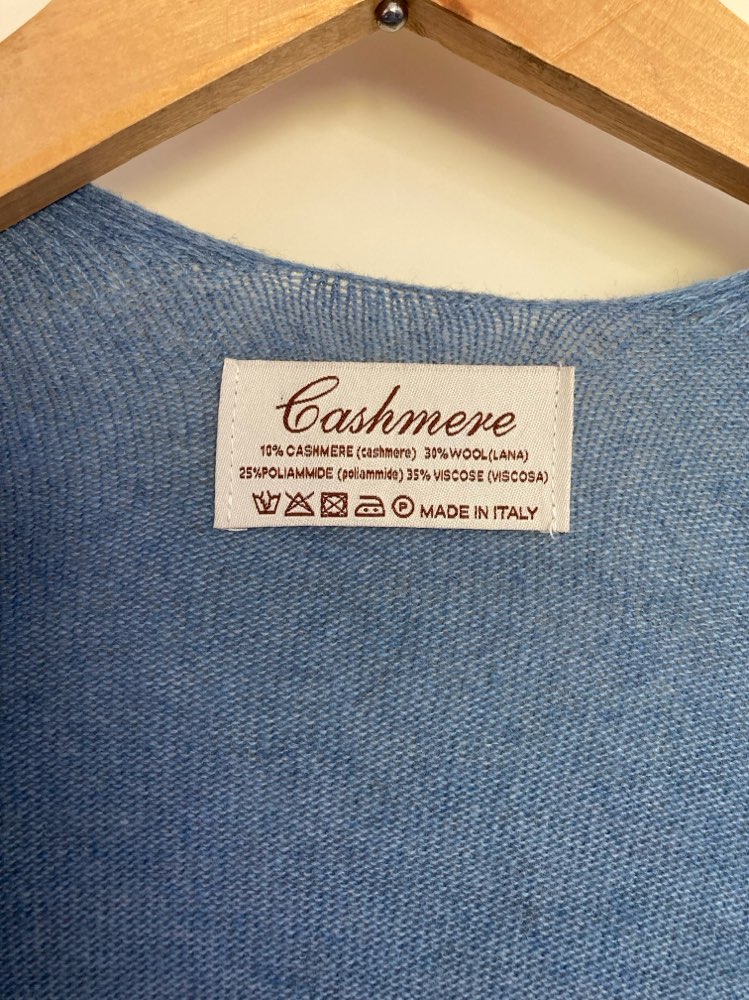 Cashmere
10% CASHMERE (cashmere) 30%WOOL(LANA)
25%POLIAMMIDE (poliammide) 35% VISCOSE (VISCOSA)
P MADE IN ITALY